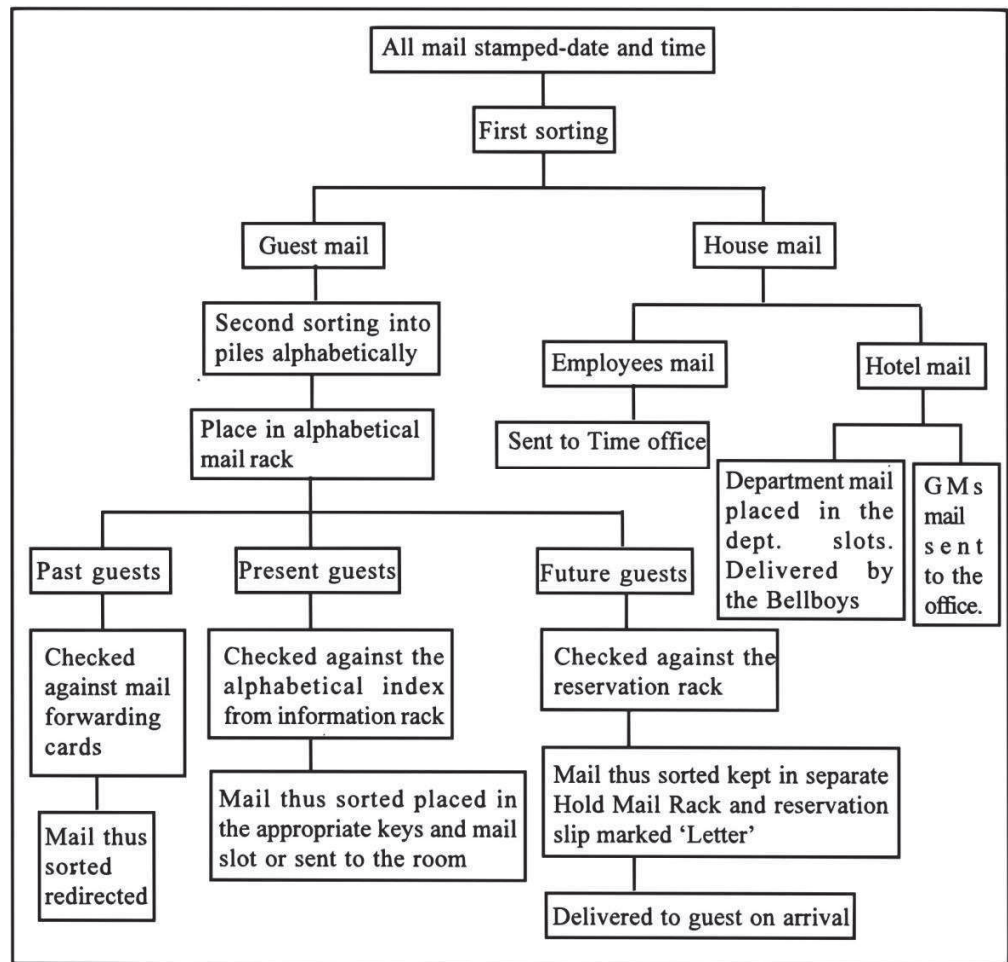 All mail stamped-date and time
First sorting
Guest mail
House mail
Second sorting into
piles alphabetically
Employees mail
Hotel mail
Place in alphabetical
mail rack
Sent to Time office
Department mail
placed in the
dept. slots.
Delivered by
the Bellboys
GMs
mail
sent
to the
office.
Past guests
Present guests
Future guests
Checked
against mail
forwarding
cards
Checked against the
alphabetical index
from information rack
Checked against the
reservation rack
Mail thus
sorted
redirected
Mail thus sorted placed in
the appropriate keys and mail
slot or sent to the room
Mail thus sorted kept in separate
Hold Mail Rack and reservation
slip marked ‘Letter’
Delivered to guest on arrival